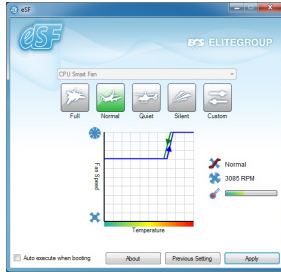 eSF
eSF
ECS ELITEGROUP
CPU Smart Fan
Full
Normal
Quiet
Silent
Custom
Fan Speed
Temperature
Normal
3085 RPM
Auto execute when booting
About
Previous Setting
Apply